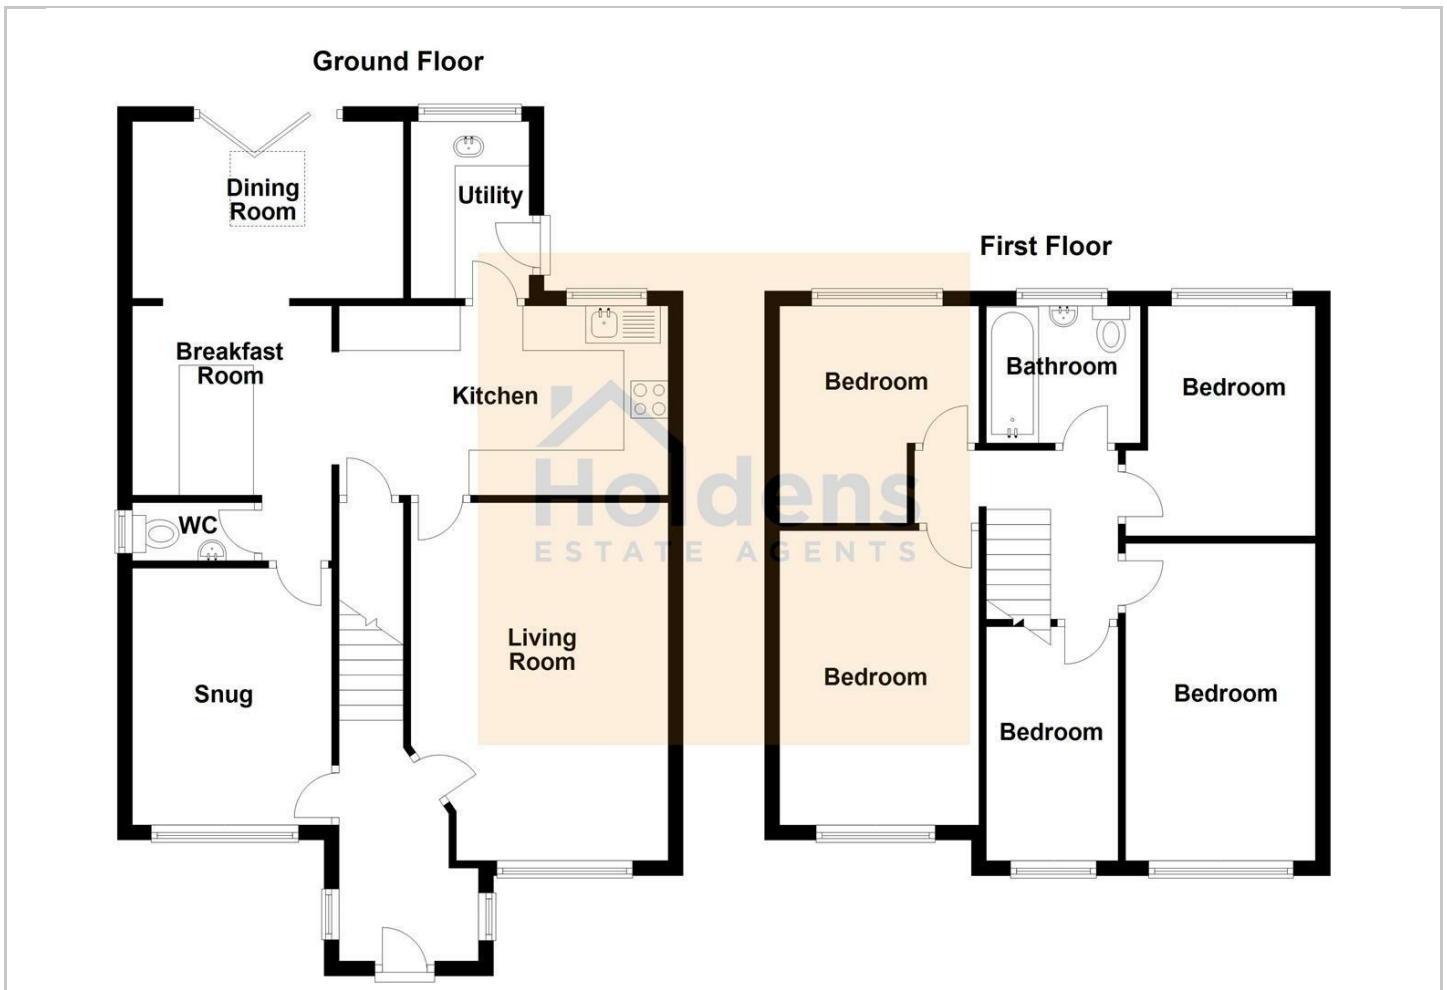 Ground Floor
Dining
Room
Utility
Breakfast
Room
Kitchen
WC
Living
Room
Snug
First Floor
Bedroom
Bathroom
Bedroom
Bedroom
Bedroom
Bedroom
Holdens
ESTATE AGENTS